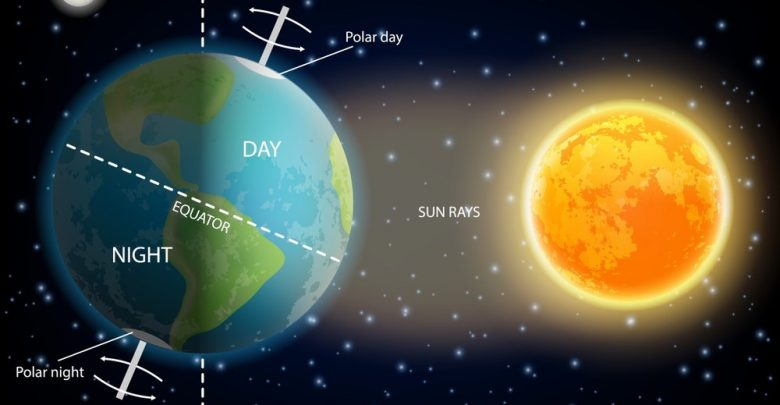 Polar day
DAY
SUN RAYS
EQUATOR
NIGHT
Polar night